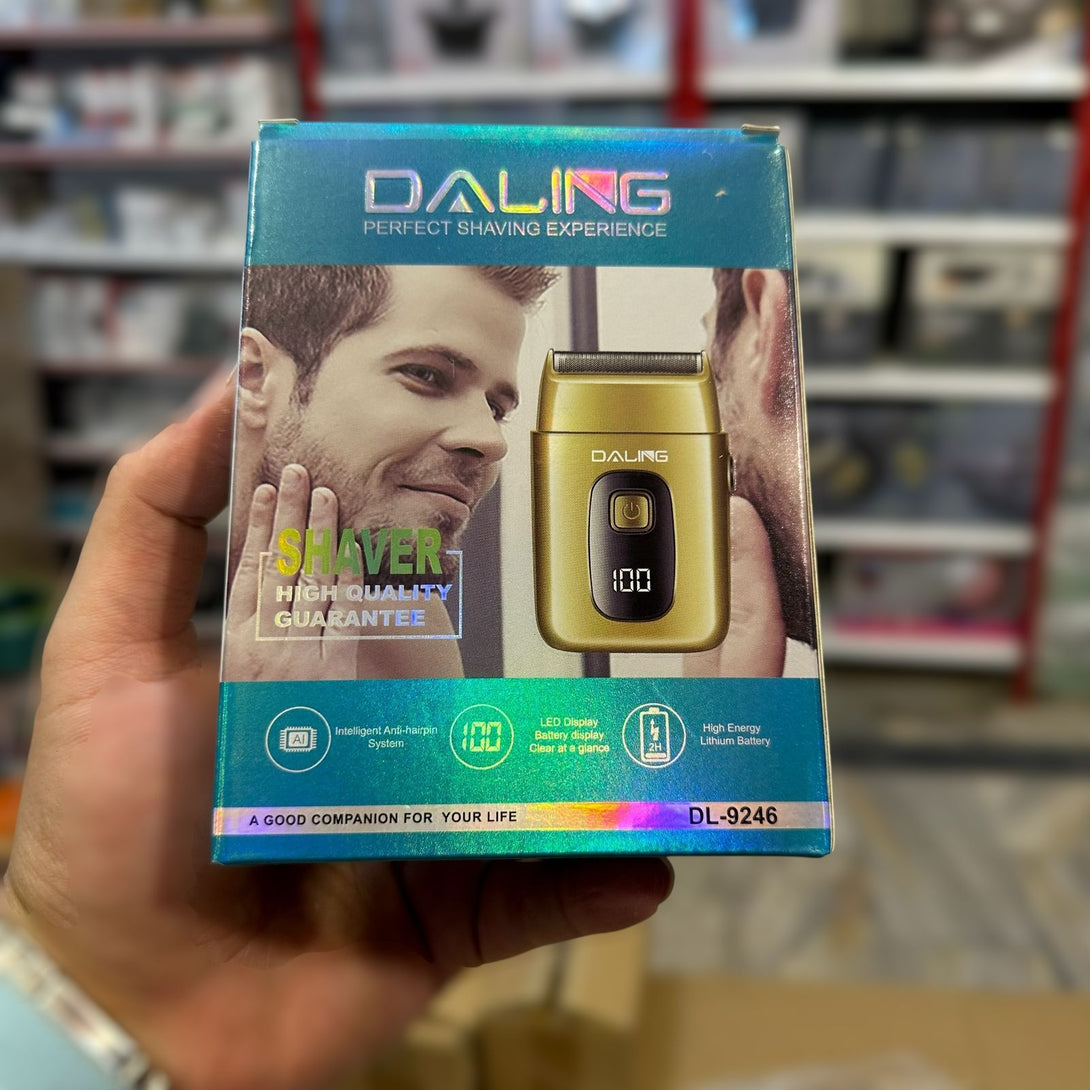 DALING
PERFECT SHAVING EXPERIENCE
DALING
100
SHAVER
HIGH QUALITY
GUARANTEE
AI
Intelligent Anti-hairpin
System
100
LED Display
Battery display
Clear at a glance
2H
High Energy
Lithium Battery
A GOOD COMPANION FOR YOUR LIFE
DL-9246